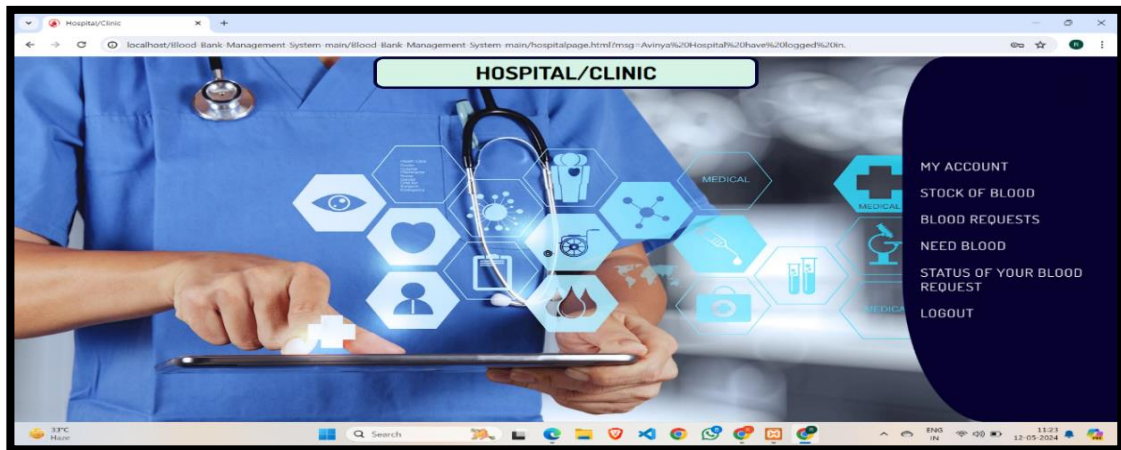 Hospital/Clinic
localhost/Blood-Bank-Management-System-main/Blood-Bank-Management-System-main/hospitalpage.html?msg=Avinya%20Hospital%20have%20logged%20in.
HOSPITAL/CLINIC
MEDICAL
MEDICAL
MEDICA
MY ACCOUNT
STOCK OF BLOOD
BLOOD REQUESTS
NEED BLOOD
STATUS OF YOUR BLOOD
REQUEST
LOGOUT
33°C
Haze
Search
ENG
IN
11:23
12-05-2024